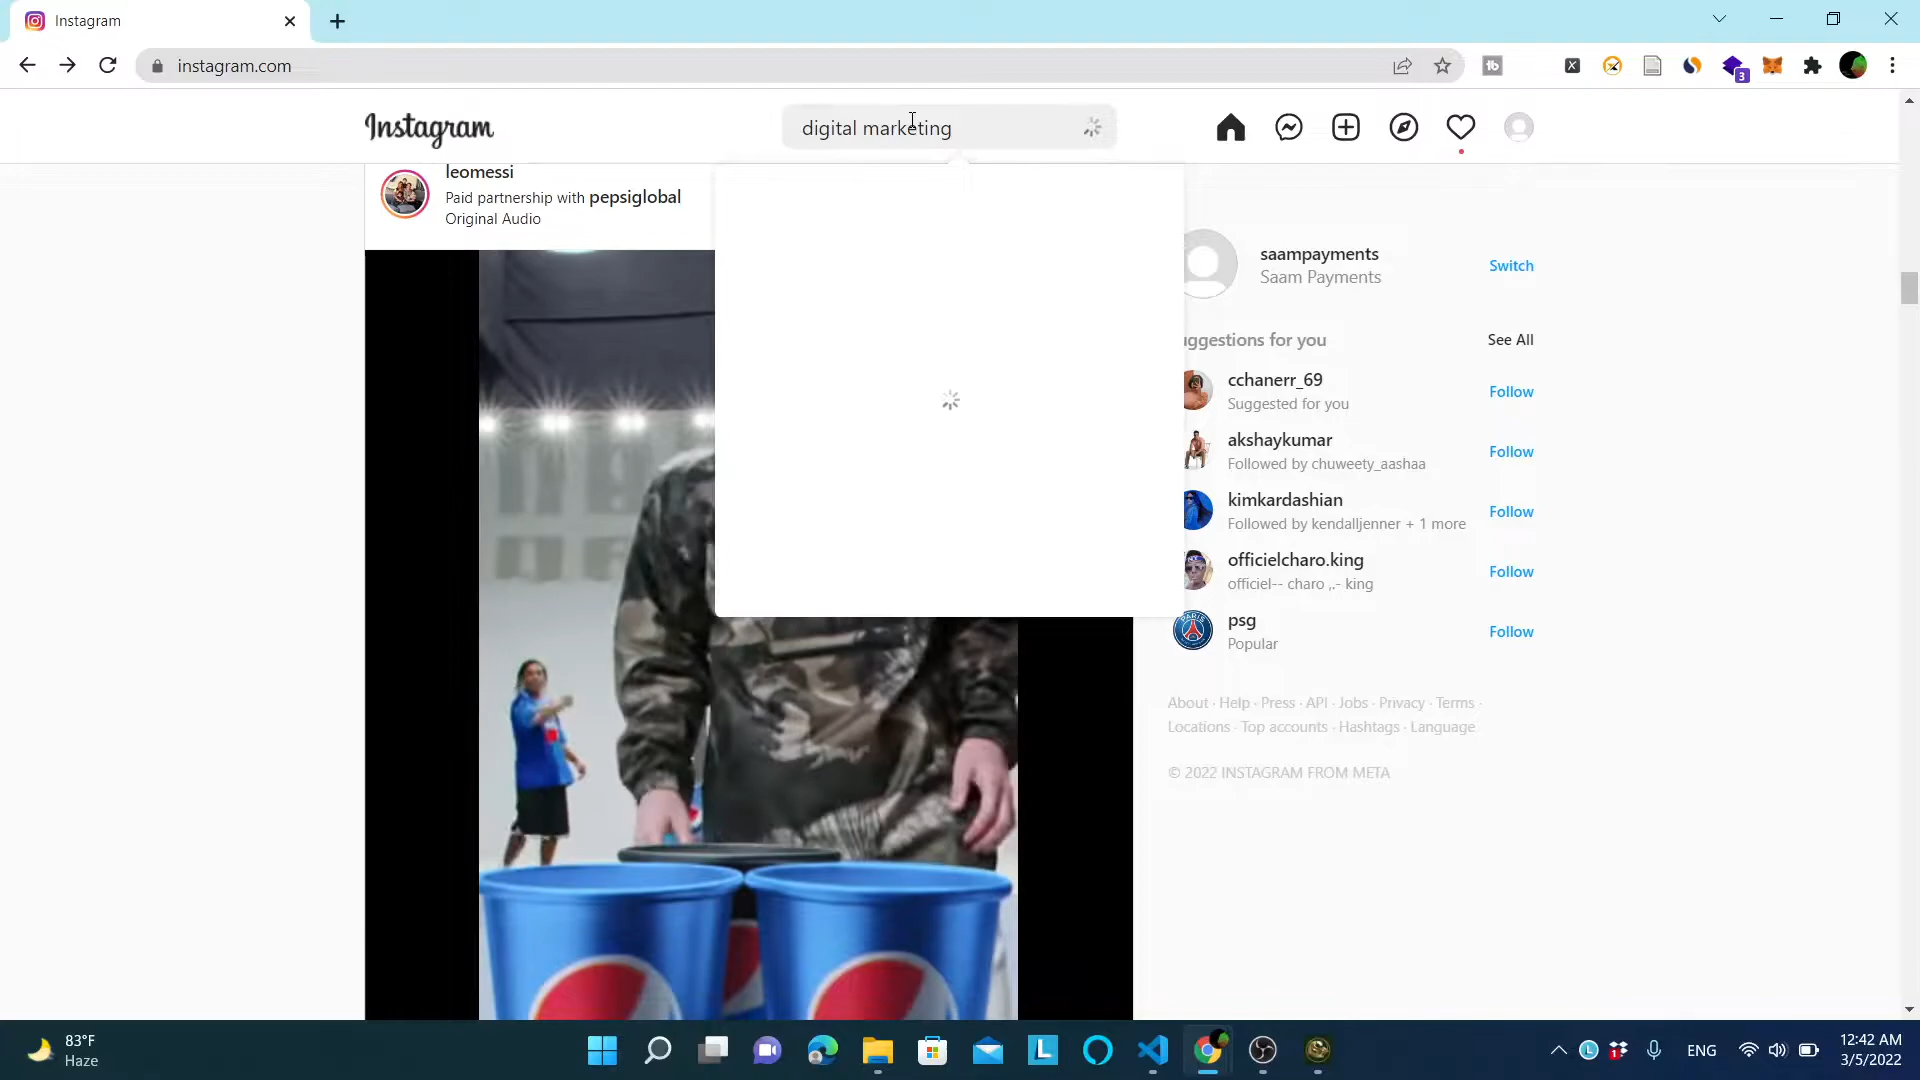 Instagram
instagram.com
3
Instagram
digital marketing
leomessi
Paid partnership with pepsiglobal
Original Audio
saampayments
Saam Payments
Switch
uggestions for you
See All
cchanerr_69
Suggested for you
Follow
akshaykumar
Followed by chuweety_aashaa
Follow
kimkardashian
Followed by kendalljenner + 1 more
Follow
officielcharo.king
officiel-- charo ,.- king
Follow
psg
Popular
Follow
About · Help · Press · API · Jobs · Privacy · Terms ·
Locations · Top accounts · Hashtags · Language
© 2022 INSTAGRAM FROM META
83°F
Haze
ENG
12:42 AM
3/5/2022